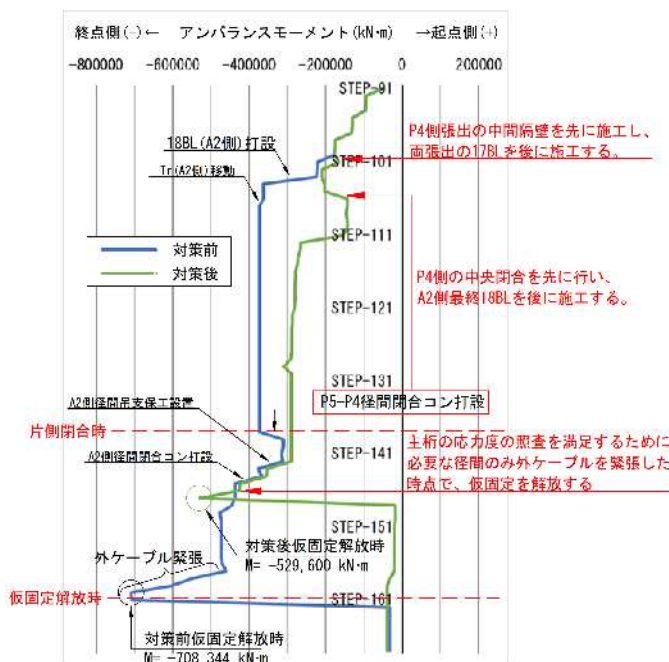 終点側(-)← アンバランスモーメント(kN·m) →起点側(+)
-800000 -600000 -400000 -200000 0 200000
STEP-91
P4側張出の中間隔壁を先に施工し、
両張出の17BLを後に施工する。
18BL(A2側)打設
STEP-101
Tr(A2側)移動
STEP-111
対策前
対策後
P4側の中央閉合を先に行い、
A2側最終18BLを後に施工する。
STEP-121
STEP-131
A2側径間吊支保工設置
P5-P4径間閉合コン打設
片側閉合時
主桁の応力度の照査を満足するために
必要な径間のみ外ケーブルを緊張した
時点で、仮固定を解放する
STEP-141
A2側径間閉合コン打設
STEP-151
対策後仮固定解放時
M= -529,600 kN·m
外ケーブル緊張
仮固定解放時
STEP-161
対策前仮固定解放時
M= -708,344 kN·m